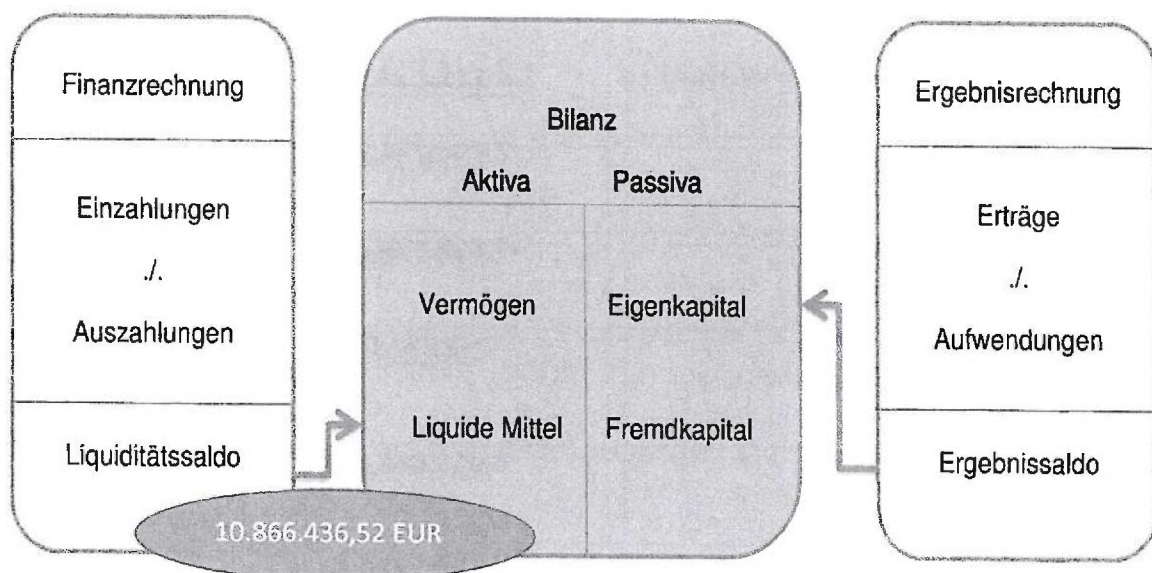 Finanzrechnung
Einzahlungen
./.
Auszahlungen
Liquiditätssaldo
10.866.436,52 EUR
Bilanz
Aktiva Passiva
Vermögen Eigenkapital
Liquide Mittel Fremdkapital
Ergebnisrechnung
Erträge
./.
Aufwendungen
Ergebnissaldo